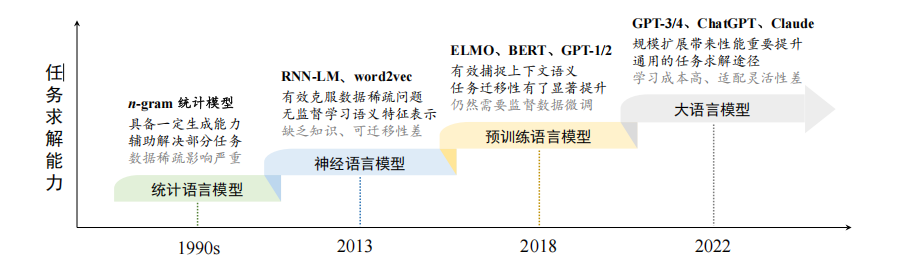 任务求解能力
n-gram 统计模型
具备一定生成能力
辅助解决部分任务
数据稀疏影响严重
统计语言模型
1990s
RNN-LM、word2vec
有效克服数据稀疏问题
无监督学习语义特征表示
缺乏知识、可迁移性差
神经语言模型
2013
ELMO、BERT、GPT-1/2
有效捕捉上下文语义
任务迁移性有了显著提升
仍然需要监督数据微调
预训练语言模型
2018
GPT-3/4、ChatGPT、Claude
规模扩展带来性能重要提升
通用的任务求解途径
学习成本高、适配灵活性差
大语言模型
2022